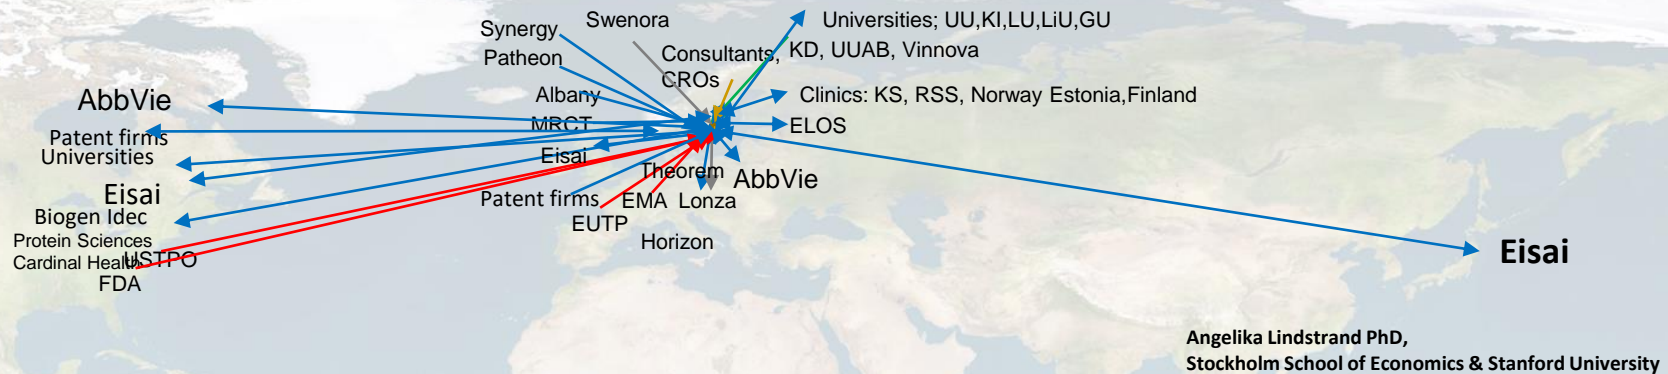 Synergy
Swenora
Universities; UU,KI,LU,LiU,GU
Patheon
Consultants,
CROs
KD, UUAB, Vinnova
AbbVie
Albany
Clinics: KS, RSS, Norway Estonia,Finland
Patent firms
MRCT
ELOS
Universities
Eisai
Theorem
AbbVie
Eisai
Patent firms
EMA
Lonza
Biogen Idec
EUTP
Protein Sciences
Horizon
Cardinal Health
USTPO
FDA
Eisai
Angelika Lindstrand PhD,
Stockholm School of Economics & Stanford University